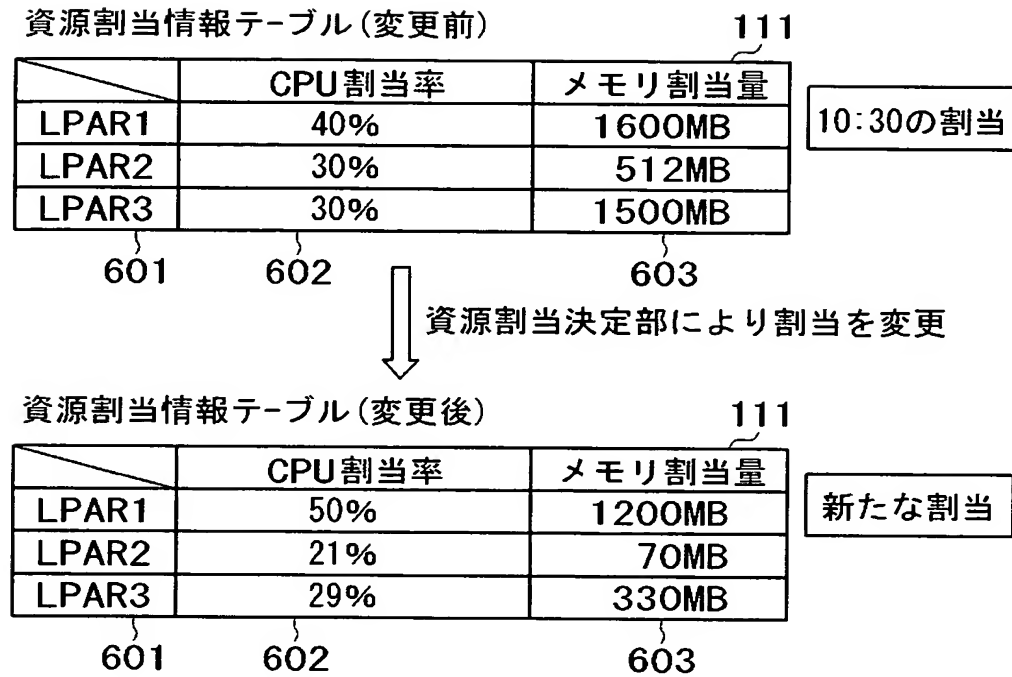 資源割当情報テーブル(変更前) 111
CPU割当率 メモリ割当量
LPAR1 40% 1600MB 10:30の割当
LPAR2 30% 512MB
LPAR3 30% 1500MB
601 602 603
資源割当決定部により割当を変更
資源割当情報テーブル(変更後) 111
CPU割当率 メモリ割当量
LPAR1 50% 1200MB 新たな割当
LPAR2 21% 70MB
LPAR3 29% 330MB
601 602 603